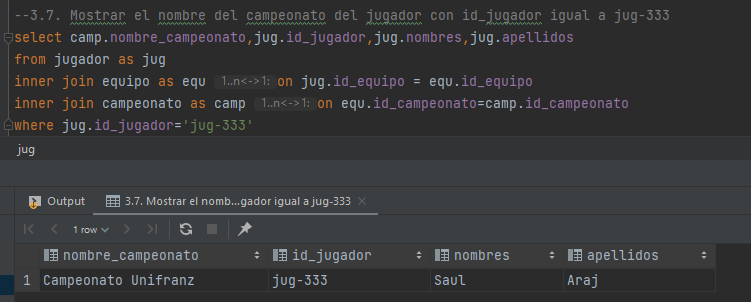 --3.7. Mostrar el nombre del campeonato del jugador con id_jugador igual a jug-333
select camp.nombre_campeonato,jug.id_jugador,jug.nombres,jug.apellidos
from jugador as jug
inner join equipo as equ 1..n<->1: on jug.id_equipo = equ.id_equipo
inner join campeonato as camp 1..n<->1: on equ.id_campeonato=camp.id_campeonato
where jug.id_jugador='jug-333'
jug
Output 3.7. Mostrar el nomb...gador igual a jug-333
1 row
nombre_campeonato id_jugador nombres apellidos
1 Campeonato Unifranz jug-333 Saul Araj